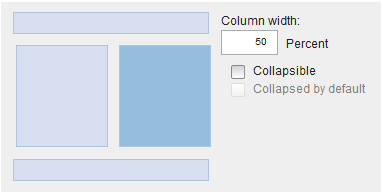 Column width:
50 Percent
Collapsible
Collapsed by default